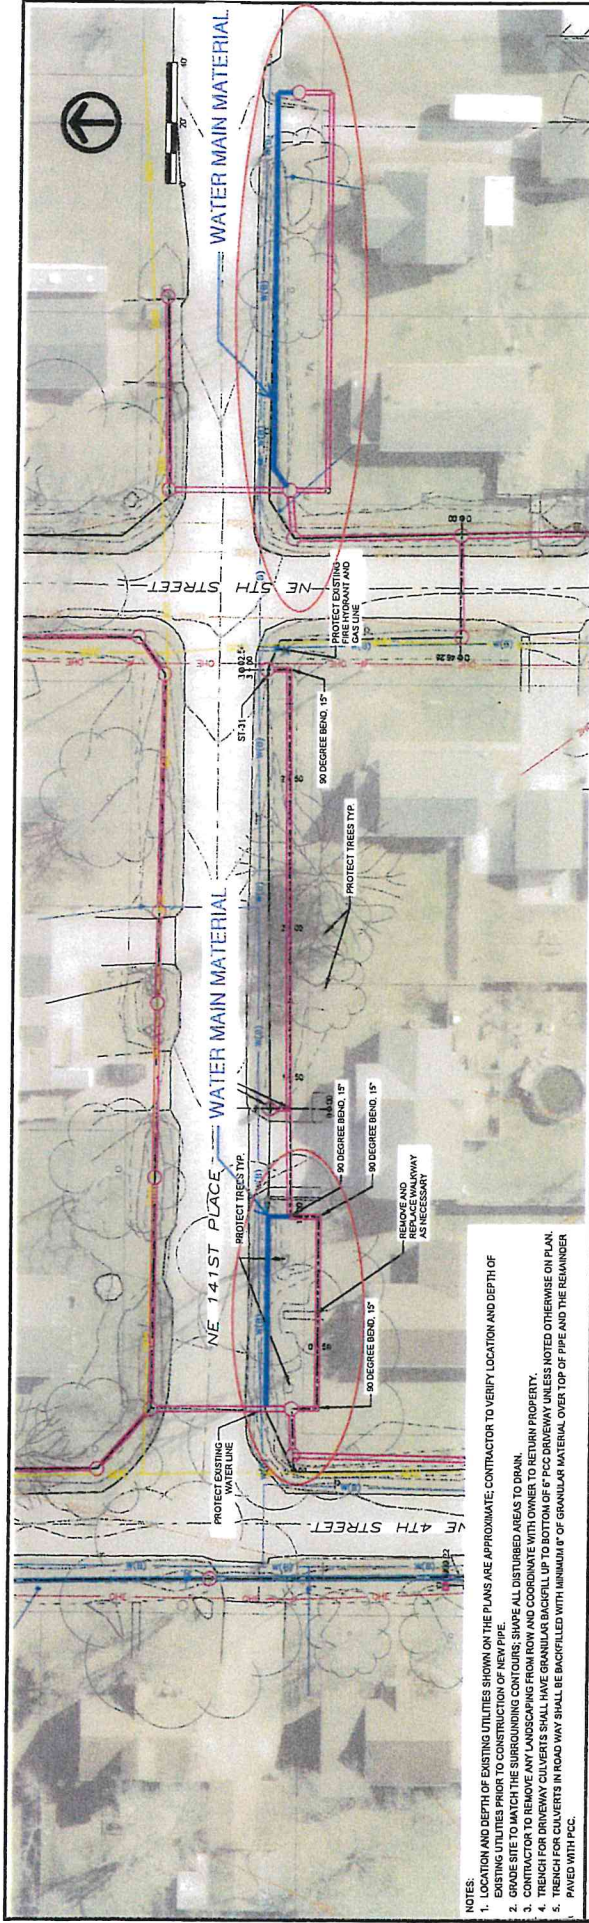 WATER MAIN MATERIAL
WATER MAIN MATERIAL
NE 141ST PLACE
NE 5TH STREET
NE 4TH STREET
0
20
40
PROTECT EXISTING
WATER LINE
PROTECT TREES TYP.
90 DEGREE BEND, 15"
REMOVE AND
REPLACE WALKWAY
AS NECESSARY
90 DEGREE BEND, 15"
90 DEGREE BEND, 15"
PROTECT TREES TYP.
ST-31
90 DEGREE BEND, 15"
PROTECT EXISTING
FIRE HYDRANT AND
GAS LINE
NOTES:
1. LOCATION AND DEPTH OF EXISTING UTILITIES SHOWN ON THE PLANS ARE APPROXIMATE; CONTRACTOR TO VERIFY LOCATION AND DEPTH OF
EXISTING UTILITIES PRIOR TO CONSTRUCTION OF NEW PIPE.
2. GRADE SITE TO MATCH THE SURROUNDING CONTOURS; SHAPE ALL DISTURBED AREAS TO DRAIN.
3. CONTRACTOR TO REMOVE ANY LANDSCAPING FROM ROW AND COORDINATE WITH OWNER TO RETURN PROPERTY.
4. TRENCH FOR DRIVEWAY CULVERTS SHALL HAVE GRANULAR BACKFILL UP TO BOTTOM OF 6" PCC DRIVEWAY UNLESS NOTED OTHERWISE ON PLAN.
5. TRENCH FOR CULVERTS IN ROAD WAY SHALL BE BACKFILLED WITH MINIMUM 6" OF GRANULAR MATERIAL OVER TOP OF PIPE AND THE REMAINDER
PAVED WITH PCC.